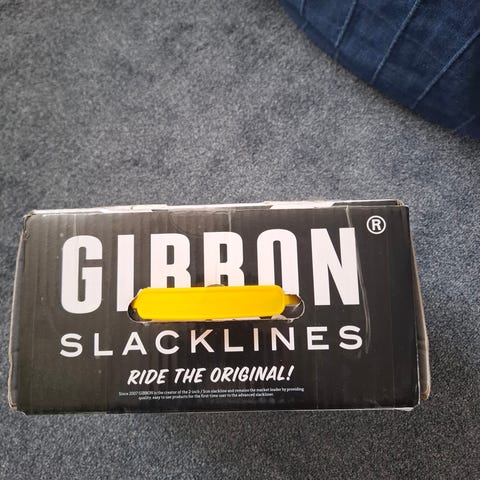 GIBBON®
SLACKLINES
RIDE THE ORIGINAL!
Since 2007 GIBBON is the creator of the 2-inch / 5cm slackline and remains the market leader by providing
quality, easy to use products for the first-time user to the advanced slackliner.